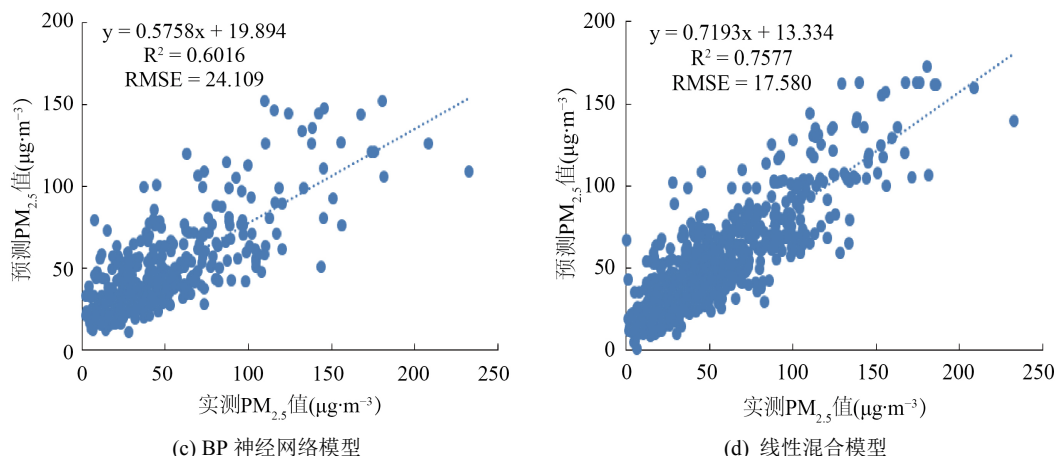 200
y = 0.5758x + 19.894
R² = 0.6016
RMSE = 24.109
150
100
50
0
预测PM₂.₅值(μg·m⁻³)
0 50 100 150 200 250
实测PM₂.₅值(μg·m⁻³)
(c) BP 神经网络模型
200
y = 0.7193x + 13.334
R² = 0.7577
RMSE = 17.580
150
100
50
0
预测PM₂.₅值(μg·m⁻³)
0 50 100 150 200 250
实测PM₂.₅值(μg·m⁻³)
(d) 线性混合模型